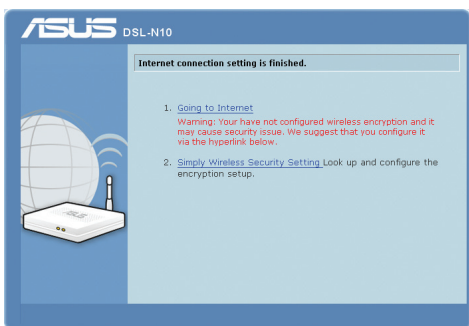 ASUS DSL-N10
Internet connection setting is finished.
1. Going to Internet
Warning: Your have not configured wireless encryption and it
may cause security issue. We suggest that you configure it
via the hyperlink below.
2. Simply Wireless Security Setting Look up and configure the
encryption setup.
ASUS